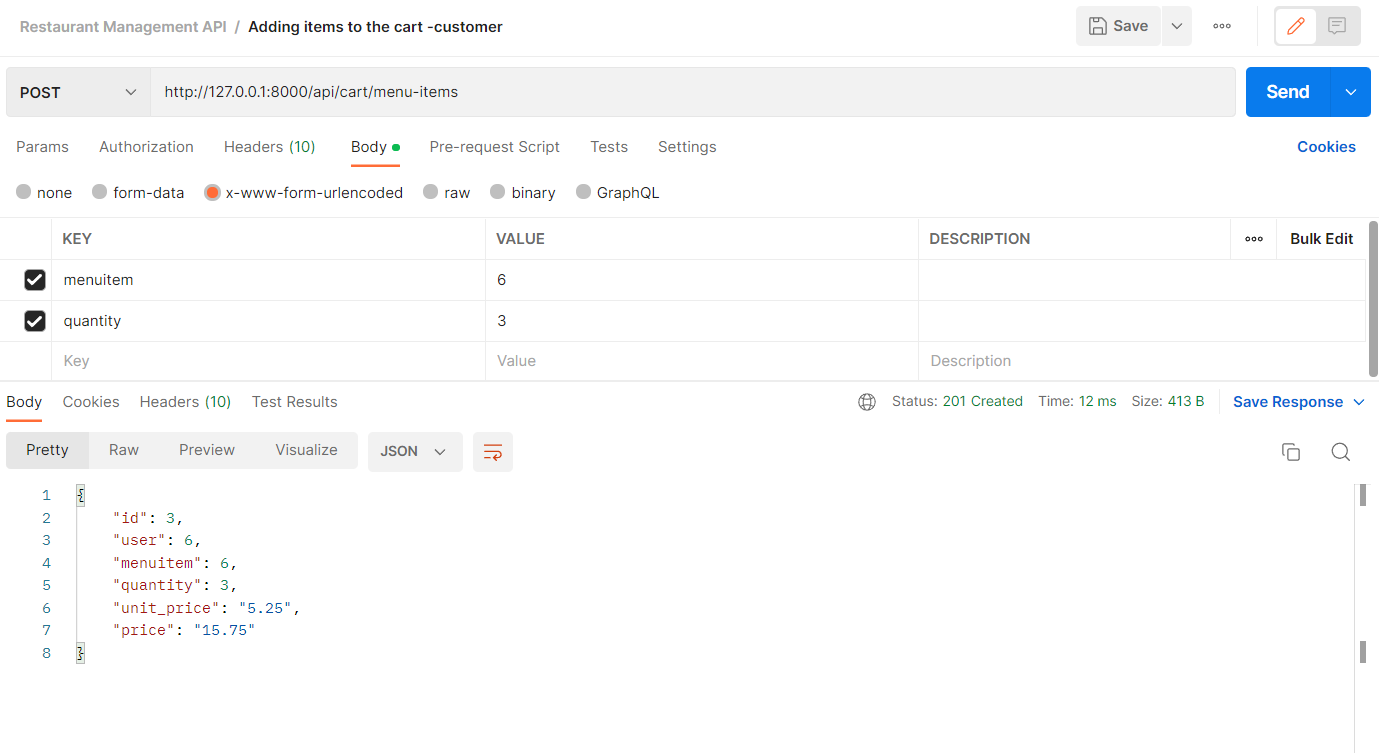 Restaurant Management API / Adding items to the cart -customer Save
POST http://127.0.0.1:8000/api/cart/menu-items Send
Params Authorization Headers (10) Body Pre-request Script Tests Settings Cookies
none form-data x-www-form-urlencoded raw binary GraphQL
KEY VALUE DESCRIPTION Bulk Edit
menuitem 6
quantity 3
Key Value Description
Body Cookies Headers (10) Test Results Status: 201 Created Time: 12 ms Size: 413 B Save Response
Pretty Raw Preview Visualize JSON
1 {
2 "id": 3,
3 "user": 6,
4 "menuitem": 6,
5 "quantity": 3,
6 "unit_price": "5.25",
7 "price": "15.75"
8 }